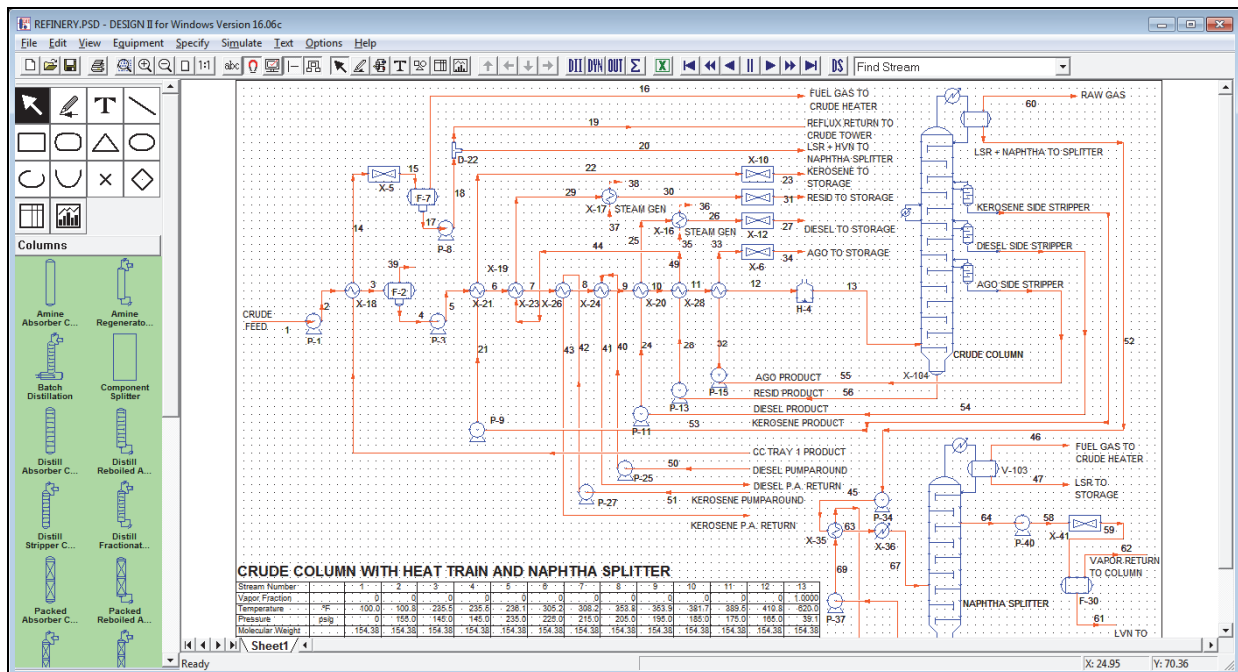 REFINERY.PSD - DESIGN II for Windows Version 16.06c
File Edit View Equipment Specify Simulate Text Options Help
1:1 abc T DII DYN OUT Σ X DS Find Stream
T
Columns
Amine Absorber C...
Amine Regenerato...
Batch Distillation
Component Splitter
Distill Absorber C...
Distill Reboiled A...
Distill Stripper C...
Distill Fractionat...
Packed Absorber C...
Packed Reboiled A...
16 FUEL GAS TO CRUDE HEATER
19 REFLUX RETURN TO CRUDE TOWER
20 LSR + HVN TO NAPHTHA SPLITTER
D-22
22 X-10 23 KEROSENE TO STORAGE
15 X-5 F-7 18 17 P-8 14
29 38 30 31 RESID TO STORAGE
X-17 STEAM GEN 37
36 26 X-12 27 DIESEL TO STORAGE
X-16 STEAM GEN 25 35
44 33 34 AGO TO STORAGE
X-6 49
60 RAW GAS
LSR + NAPHTHA TO SPLITTER
KEROSENE SIDE STRIPPER
DIESEL SIDE STRIPPER
AGO SIDE STRIPPER
39 X-19
2 3 F-2 5 6 7 8 9 10 11 12 13
X-18 X-21 X-23 X-26 X-24 X-20 X-28 H-4
CRUDE FEED 1 P-1 4 P-3
21 43 42 41 40 24 28 32 52
CRUDE COLUMN
X-104
P-15 AGO PRODUCT 55
P-13 RESID PRODUCT 56
P-11 DIESEL PRODUCT 54
P-9 53 KEROSENE PRODUCT
CC TRAY 1 PRODUCT
P-25 50 DIESEL PUMPAROUND
DIESEL P.A. RETURN
P-27 51 KEROSENE PUMPAROUND
KEROSENE P.A. RETURN
45 P-34
X-35 63 X-36
69 67
P-37
46 FUEL GAS TO CRUDE HEATER
V-103
47 LSR TO STORAGE
64 58 59
P-40 X-41
62 VAPOR RETURN TO COLUMN
F-30
61 LVN TO
NAPHTHA SPLITTER
CRUDE COLUMN WITH HEAT TRAIN AND NAPHTHA SPLITTER
Stream Number 1 2 3 4 5 6 7 8 9 10 11 12 13
Vapor Fraction 0 0 0 0 0 0 0 0 0 0 0 0 1.0000
Temperature °F 100.0 100.8 235.5 235.5 236.1 305.2 308.2 353.8 353.9 381.7 389.5 410.8 620.0
Pressure psig 0 155.0 145.0 145.0 235.0 225.0 215.0 205.0 195.0 185.0 175.0 165.0 39.1
Molecular Weight 154.38 154.38 154.38 154.38 154.38 154.38 154.38 154.38 154.38 154.38 154.38 154.38 154.38
Sheet1
Ready
X: 24.95 Y: 70.36